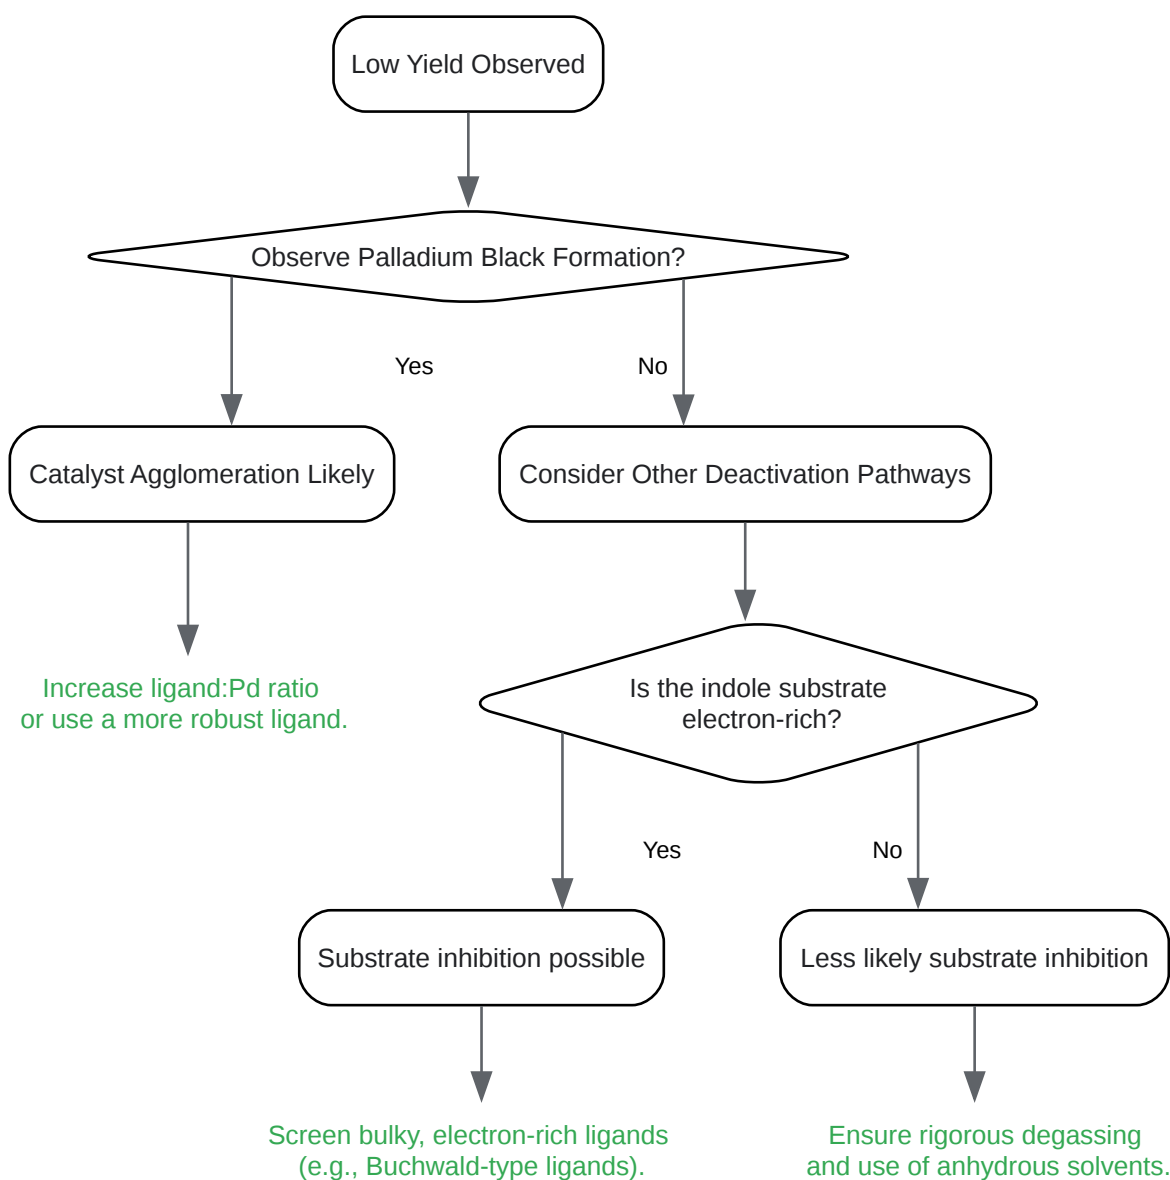 Low Yield Observed
Observe Palladium Black Formation?
Yes
No
Catalyst Agglomeration Likely
Consider Other Deactivation Pathways
Increase ligand:Pd ratio
or use a more robust ligand.
Is the indole substrate
electron-rich?
Yes
No
Substrate inhibition possible
Less likely substrate inhibition
Screen bulky, electron-rich ligands
(e.g., Buchwald-type ligands).
Ensure rigorous degassing
and use of anhydrous solvents.